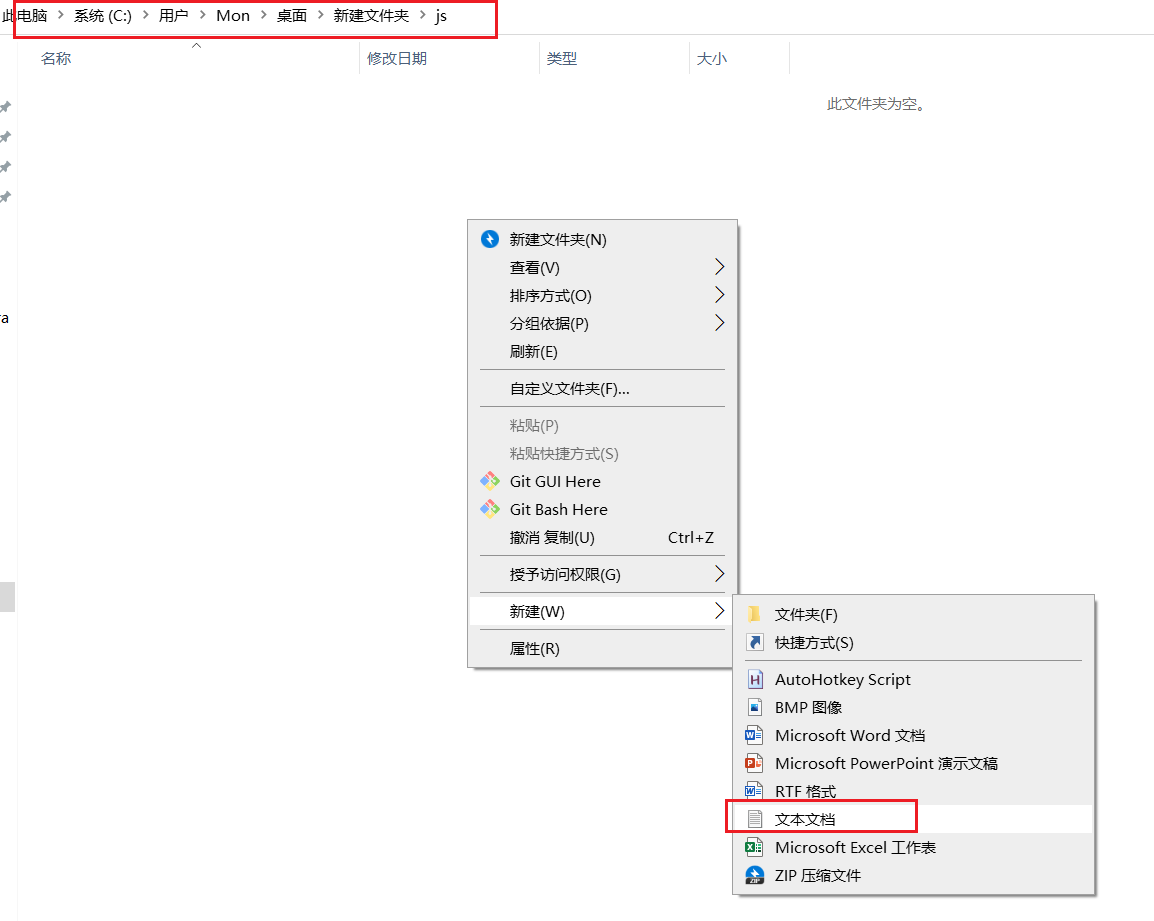 此电脑 > 系统 (C:) > 用户 > Mon > 桌面 > 新建文件夹 > js
名称 修改日期 类型 大小
此文件夹为空。
ra
新建文件夹(N)
查看(V)
排序方式(O)
分组依据(P)
刷新(E)
自定义文件夹(F)...
粘贴(P)
粘贴快捷方式(S)
Git GUI Here
Git Bash Here
撤消 复制(U) Ctrl+Z
授予访问权限(G)
新建(W)
属性(R)
文件夹(F)
快捷方式(S)
AutoHotkey Script
BMP 图像
Microsoft Word 文档
Microsoft PowerPoint 演示文稿
RTF 格式
文本文档
Microsoft Excel 工作表
ZIP 压缩文件